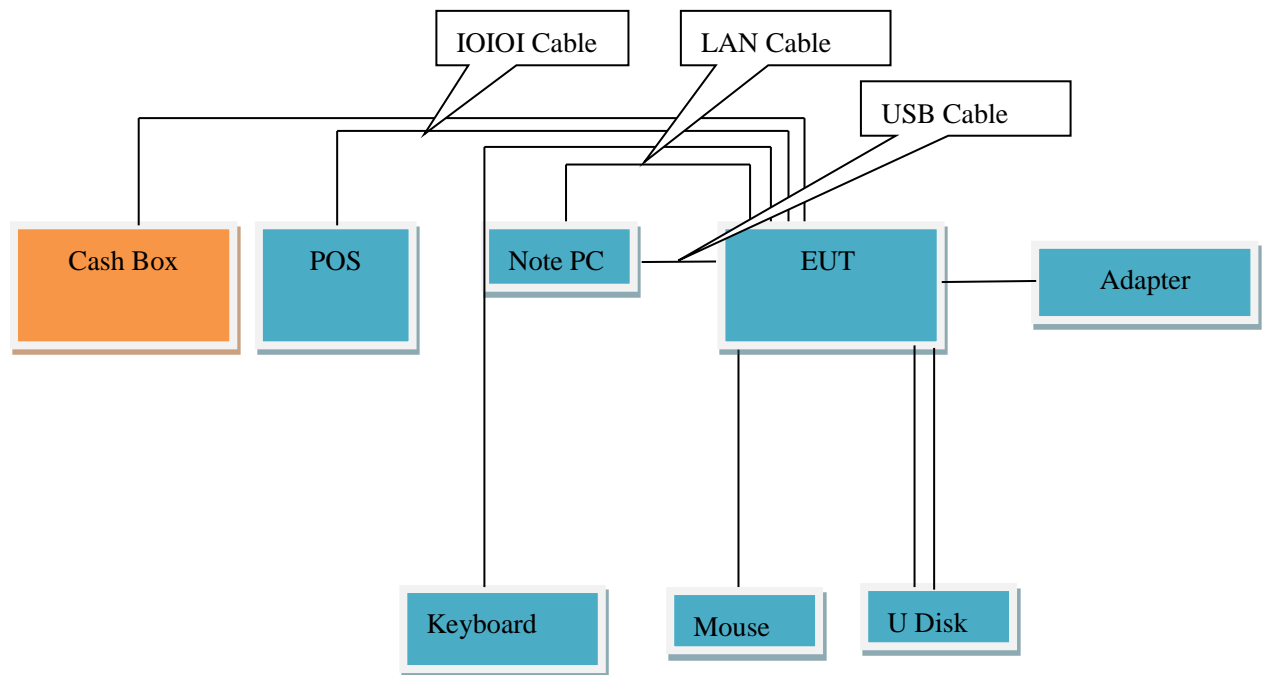 IOIOI Cable
LAN Cable
USB Cable
Cash Box
POS
Note PC
EUT
Adapter
Keyboard
Mouse
U Disk